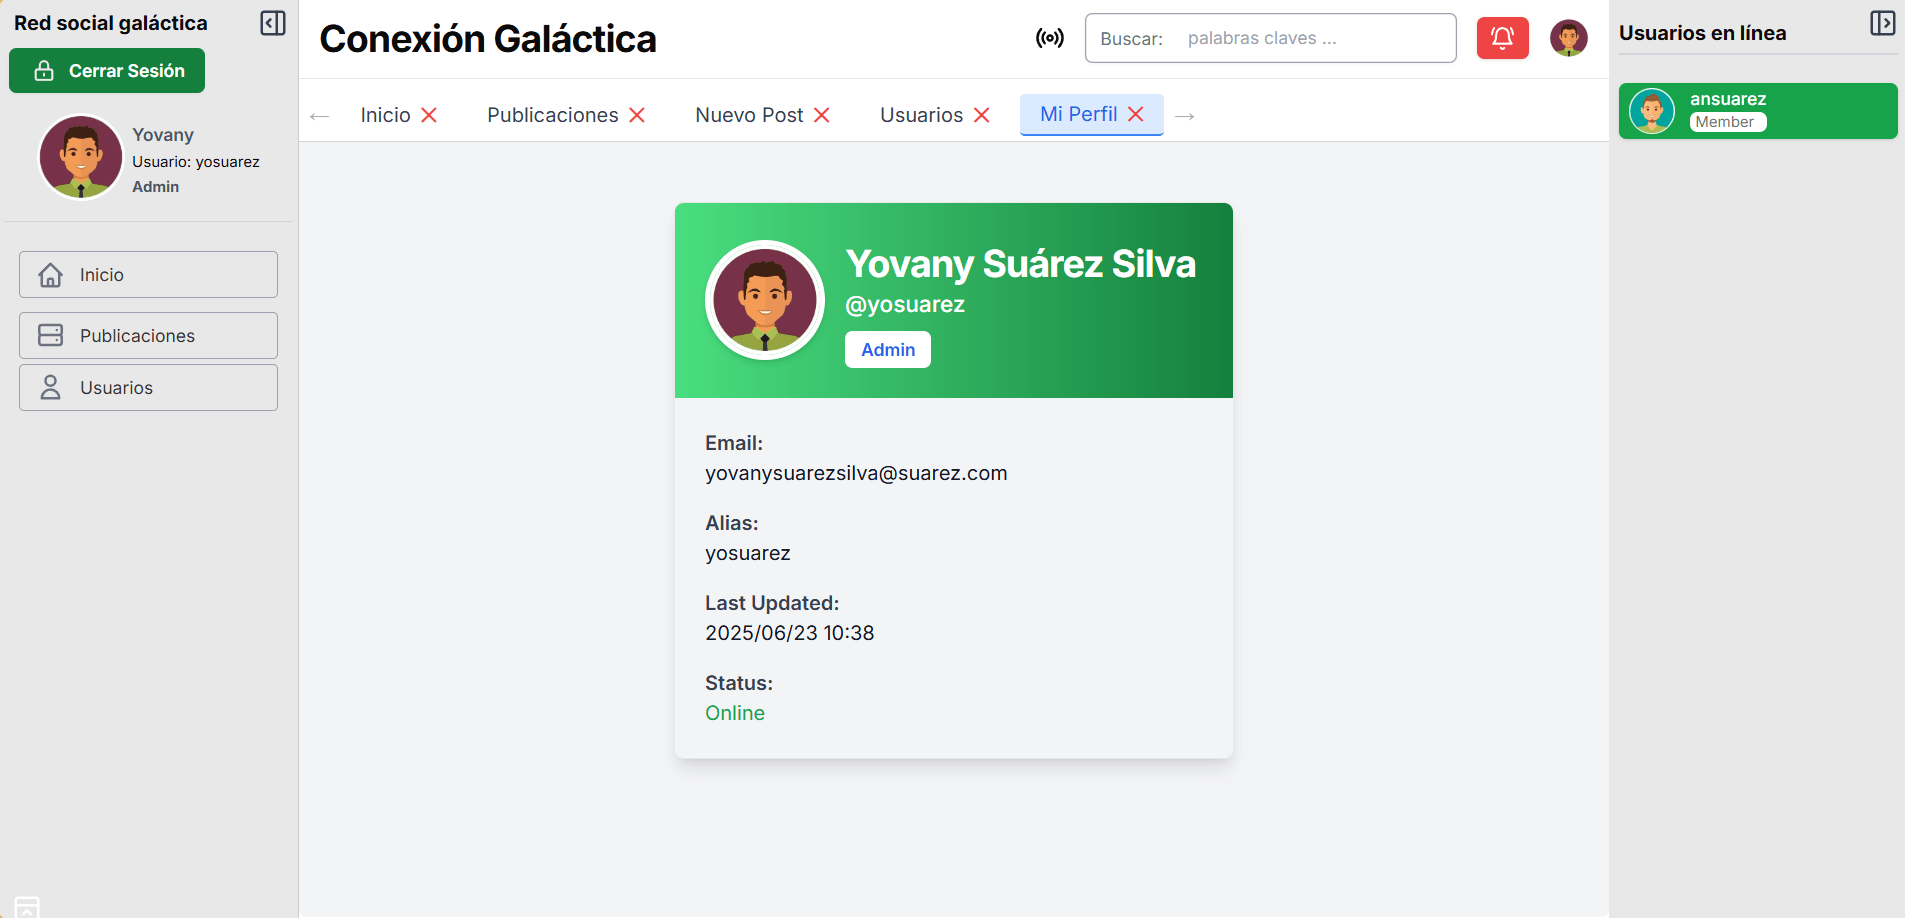 Red social galáctica
Cerrar Sesión
Yovany
Usuario: yosuarez
Admin
Inicio
Publicaciones
Usuarios
Conexión Galáctica
Buscar: palabras claves ...
← Inicio Publicaciones Nuevo Post Usuarios Mi Perfil →
Yovany Suárez Silva
@yosuarez
Admin
Email:
yovanysuarezsilva@suarez.com
Alias:
yosuarez
Last Updated:
2025/06/23 10:38
Status:
Online
Usuarios en línea
ansuarez
Member